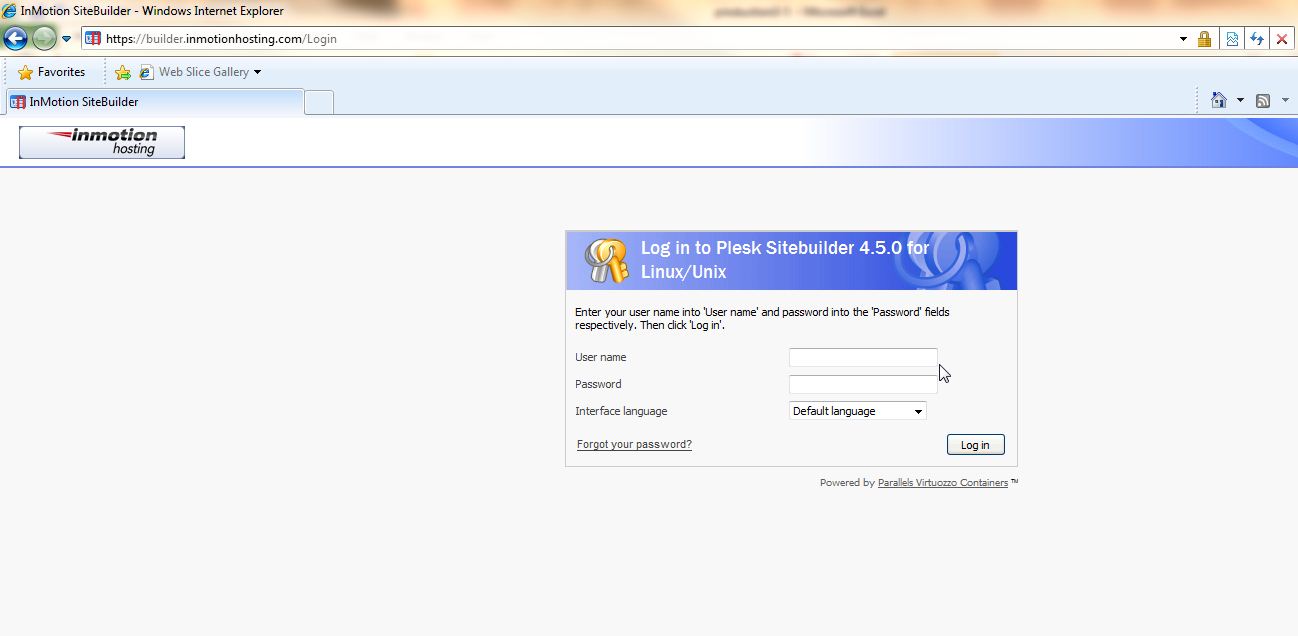 InMotion SiteBuilder - Windows Internet Explorer
https://builder.inmotionhosting.com/Login
Favorites
Web Slice Gallery
InMotion SiteBuilder
inmotion
hosting
Log in to Plesk Sitebuilder 4.5.0 for
Linux/Unix
Enter your user name into 'User name' and password into the 'Password' fields
respectively. Then click 'Log in'.
User name
Password
Interface language
Default language
Forgot your password?
Log in
Powered by Parallels Virtuozzo Containers ™